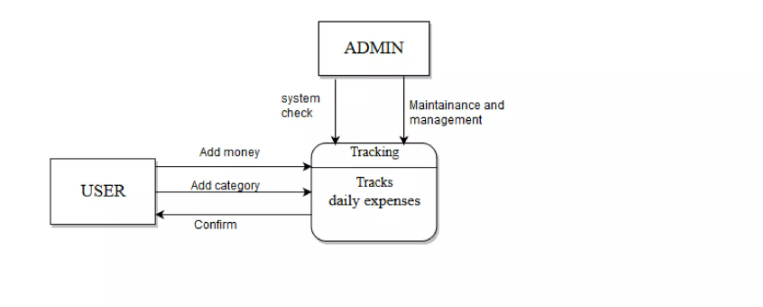 ADMIN
system
check
Maintainance and
management
Add money
Tracking
USER
Add category
Tracks
daily expenses
Confirm